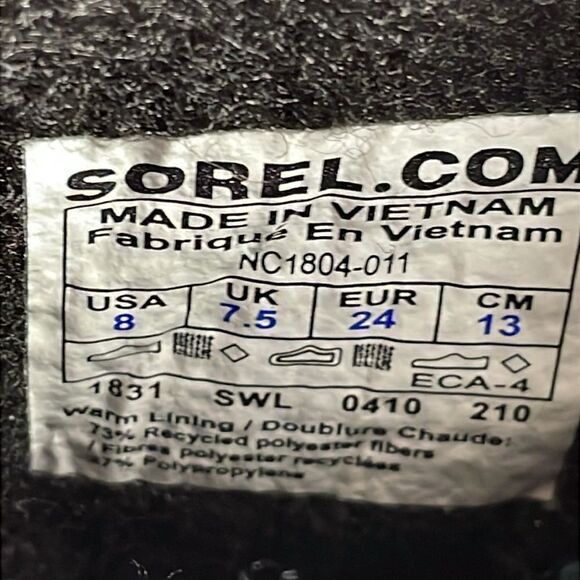 SOREL.COM
MADE IN VIETNAM
Fabriqué En Vietnam
NC1804-011
USA UK EUR CM
8 7.5 24 13
ECA-4
1831 SWL 0410 210
Warm Lining / Doublure Chaude:
73% Recycled polyester fibers
/ Fibres polyester recyclées
Polypropylene